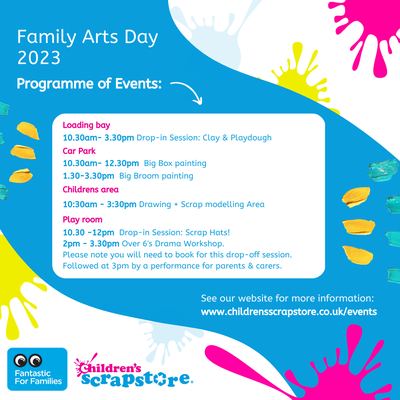 Family Arts Day
2023
Programme of Events:
Loading bay
10.30am- 3.30pm Drop-in Session: Clay & Playdough
Car Park
10.30am- 12.30pm Big Box painting
1.30-3.30pm Big Broom painting
Childrens area
10:30am - 3:30pm Drawing + Scrap modelling Area
Play room
10.30 -12pm Drop-in Session: Scrap Hats!
2pm - 3.30pm Over 6's Drama Workshop.
Please note you will need to book for this drop-off session.
Followed at 3pm by a performance for parents & carers.
See our website for more information:
www.childrensscrapstore.co.uk/events
Fantastic
For Families
Children's
Scrapstore